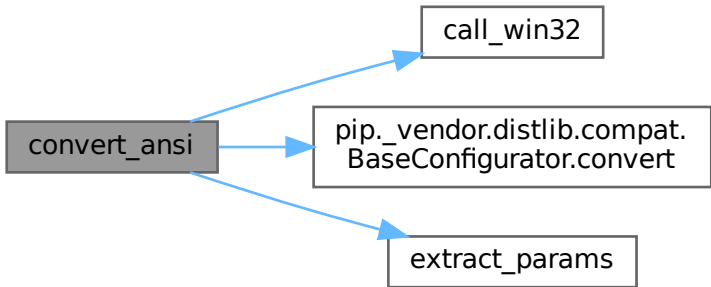 call_win32
convert_ansi
pip._vendor.distlib.compat.
BaseConfigurator.convert
extract_params